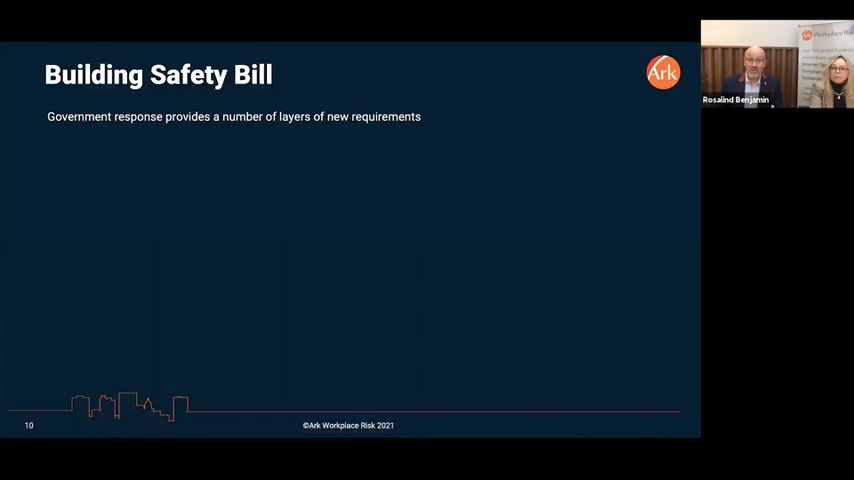 Building Safety Bill
Ark
Government response provides a number of layers of new requirements
10
©Ark Workplace Risk 2021
Rosalind Benjamin
Ark Workplace Risk